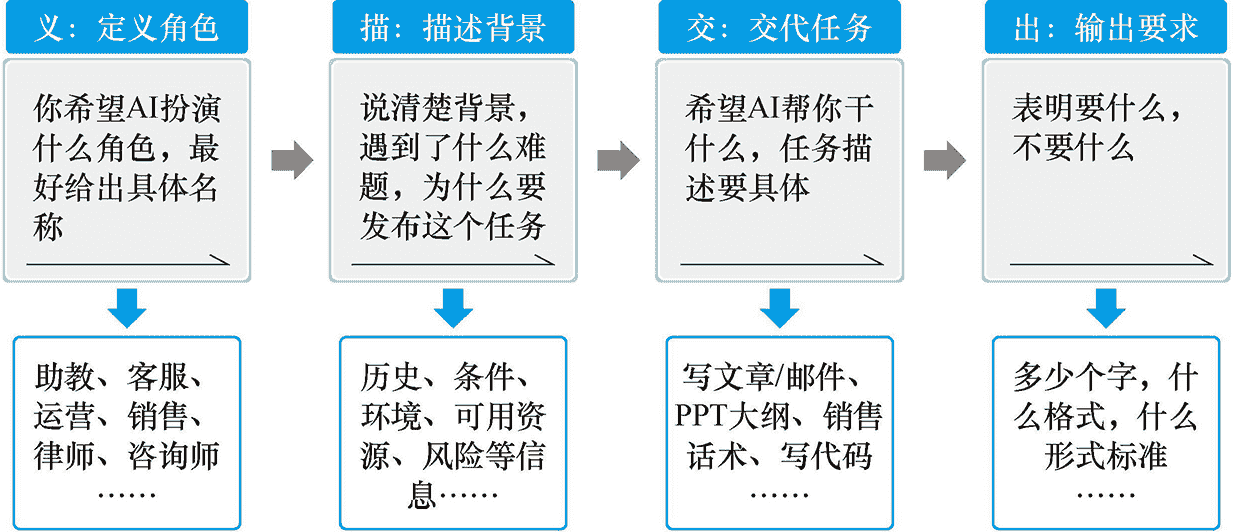 义：定义角色
你希望AI扮演
什么角色，最
好给出具体名
称
助教、客服、
运营、销售、
律师、咨询师
……
描：描述背景
说清楚背景，
遇到了什么难
题，为什么要
发布这个任务
历史、条件、
环境、可用资
源、风险等信
息……
交：交代任务
希望AI帮你干
什么，任务描
述要具体
写文章/邮件、
PPT大纲、销售
话术、写代码
……
出：输出要求
表明要什么，
不要什么
多少个字，什
么格式，什么
形式标准
……